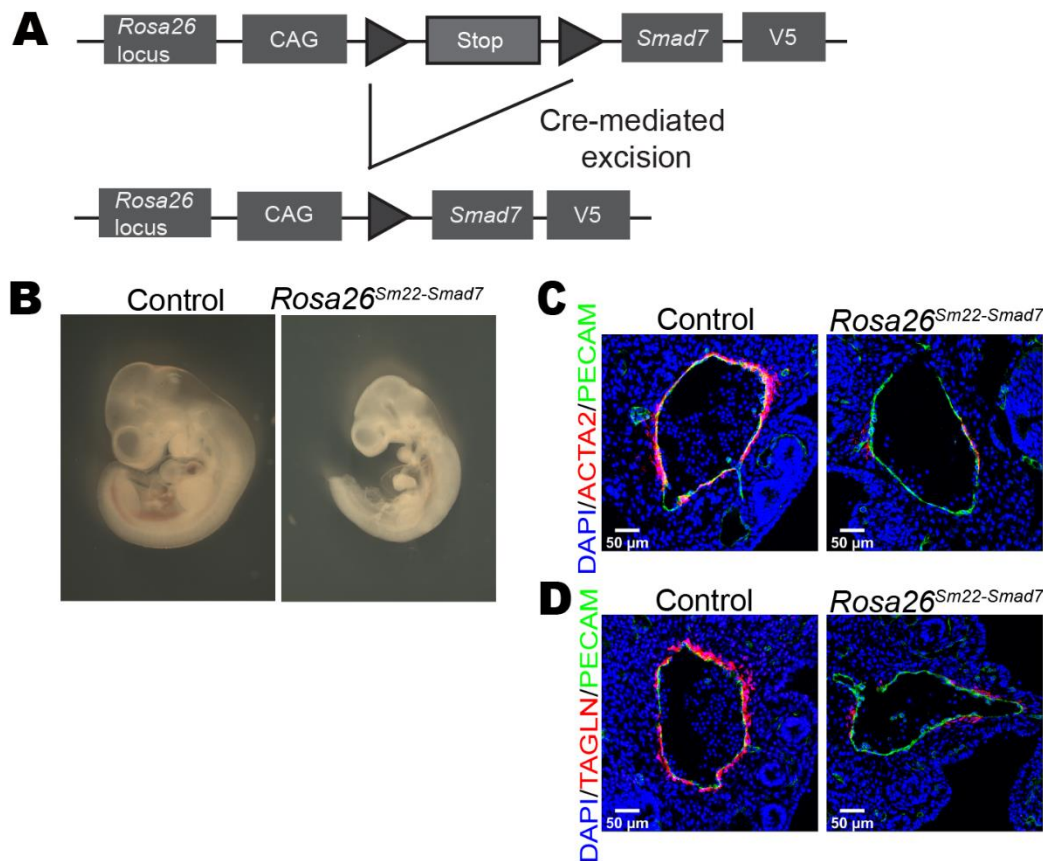 A
Rosa26
locus
CAG
Stop
Smad7
V5
Cre-mediated
excision
Rosa26
locus
CAG
Smad7
V5
B
Control
Rosa26Sm22-Smad7
C
Control
Rosa26Sm22-Smad7
DAPI/ACTA2/PECAM
50 µm
50 µm
D
Control
Rosa26Sm22-Smad7
DAPI/TAGLN/PECAM
50 µm
50 µm